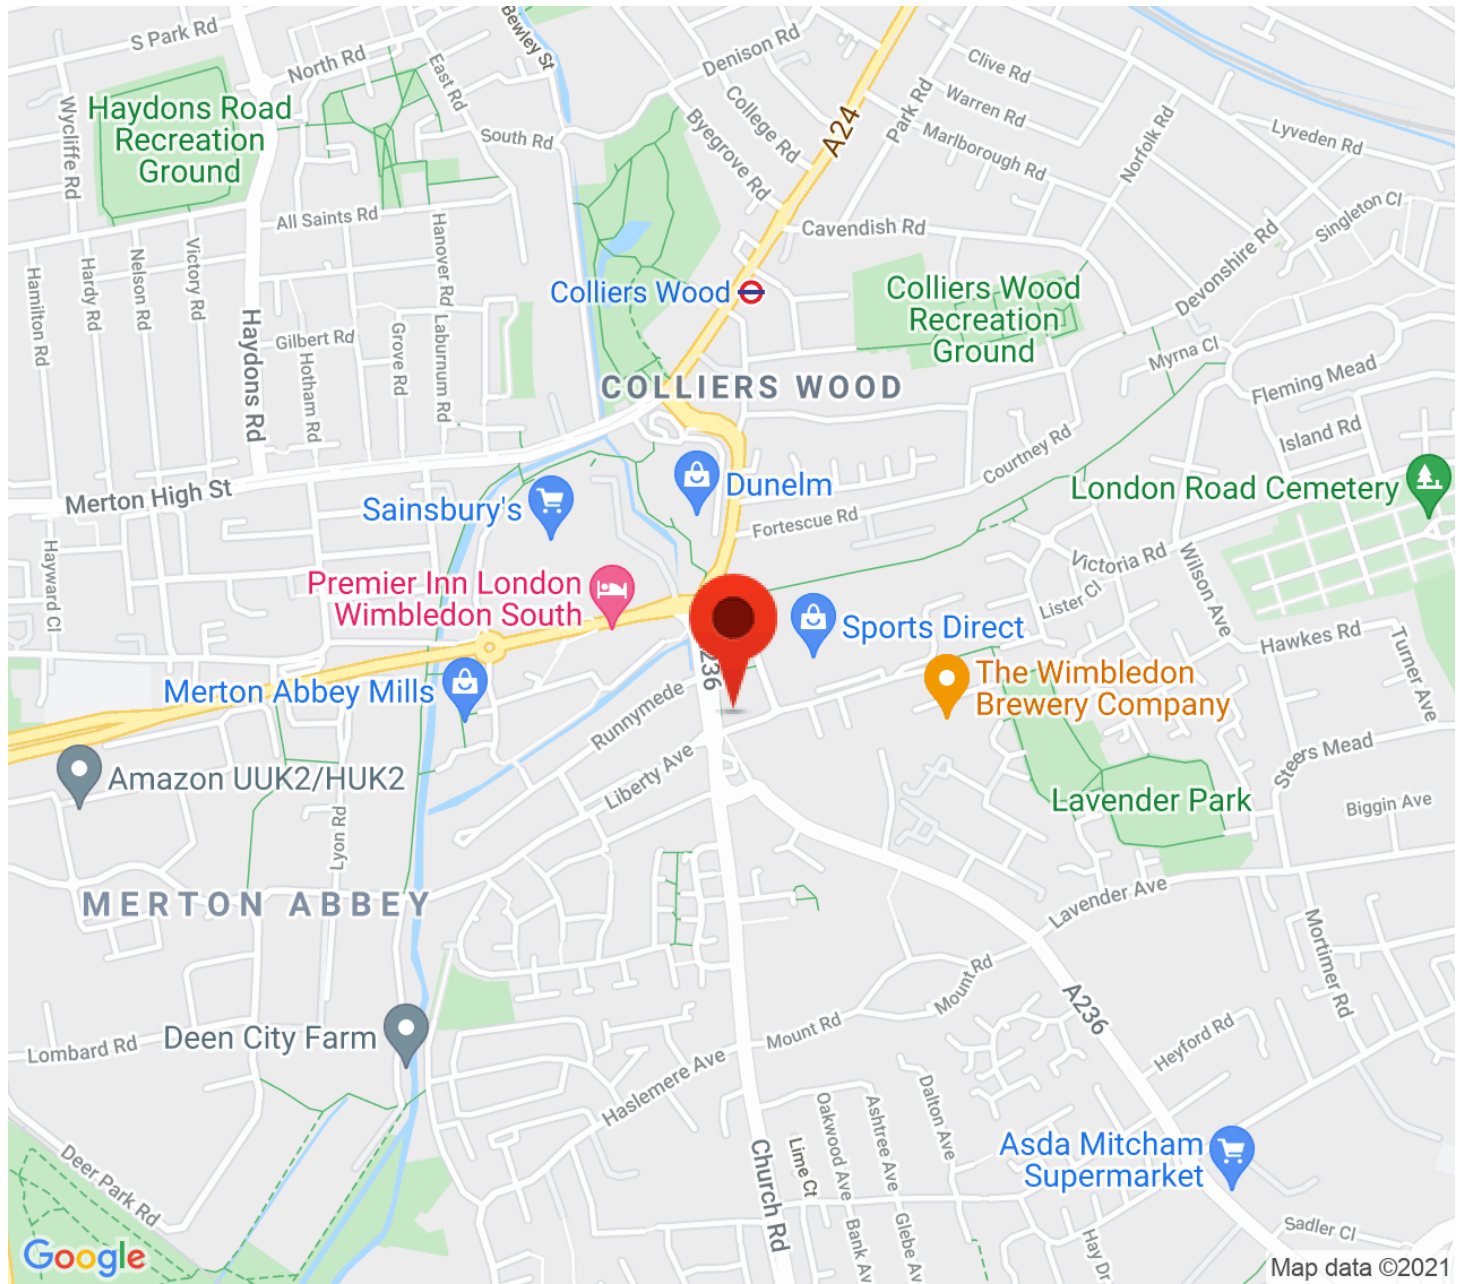 S Park Rd
North Rd
Bewley St
East Rd
Denison Rd
Clive Rd
Wycliffe Rd
Haydons Road
Recreation
Ground
South Rd
College Rd
Byegrove Rd
A24
Park Rd
Warren Rd
Marlborough Rd
Norfolk Rd
Lyveden Rd
All Saints Rd
Hanover Rd
Cavendish Rd
Singleton Cl
Hamilton Rd
Hardy Rd
Nelson Rd
Victory Rd
Devonshire Rd
Colliers Wood
Colliers Wood
Recreation
Ground
Haydons Rd
Gilbert Rd
Hotham Rd
Grove Rd
Laburnum Rd
Myrna Cl
Fleming Mead
COLLIERS WOOD
Island Rd
Courtney Rd
Merton High St
Sainsbury's
Dunelm
London Road Cemetery
Fortescue Rd
Hayward Cl
Victoria Rd
Wilson Ave
Premier Inn London
Wimbledon South
Lister Cl
Sports Direct
Hawkes Rd
Turner Ave
236
Merton Abbey Mills
Runnymede
The Wimbledon
Brewery Company
Amazon UUK2/HUK2
Liberty Ave
Steers Mead
Lavender Park
Biggin Ave
Lyon Rd
MERTON ABBEY
Lavender Ave
Mortimer Rd
Mount Rd
A236
Deen City Farm
Lombard Rd
Mount Rd
Heyford Rd
Haslemere Ave
Dalton Ave
Oakwood Ave
Ashtree Ave
Lime Ct
Church Rd
Asda Mitcham
Supermarket
Deer Park Rd
Bank Av
Glebe Av
Hay Dr
Sadler Cl
Google
Map data ©2021